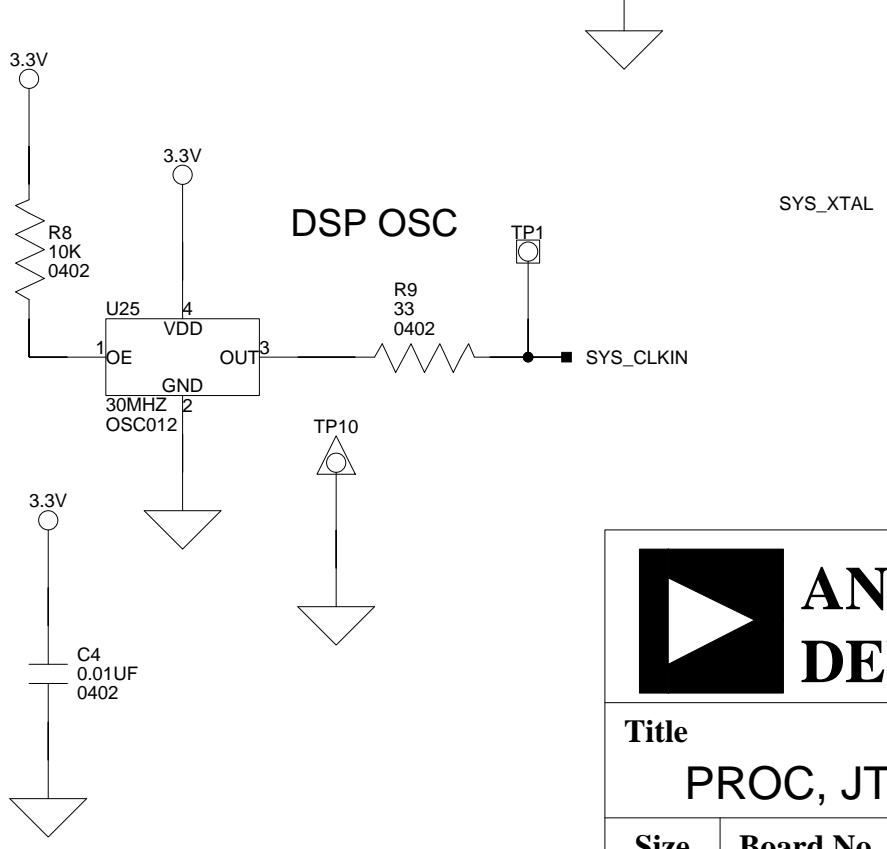 3.3V
3.3V
DSP OSC
SYS_XTAL
R8
10K
0402
TP1
U25
4
VDD
R9
33
0402
1
OE
OUT
3
SYS_CLKIN
GND
30MHZ
2
OSC012
TP10
3.3V
C4
0.01UF
0402
AN
DE
Title
PROC, JT
Size
Board No